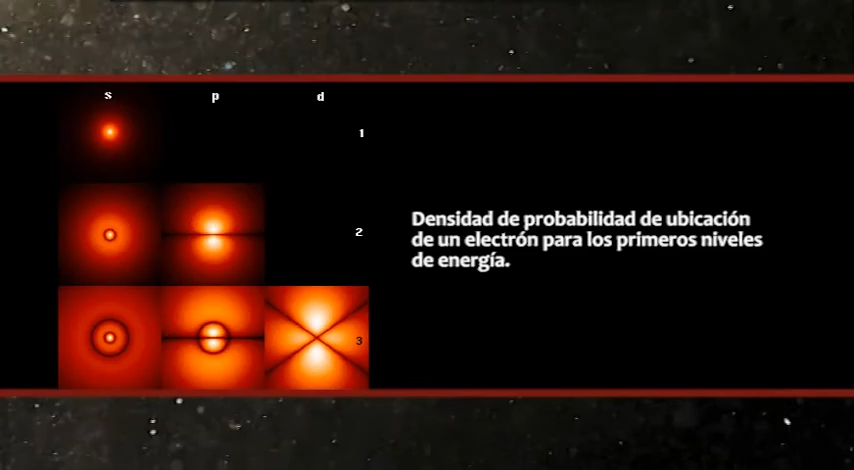 s p d
1
2
3
Densidad de probabilidad de ubicación
de un electrón para los primeros niveles
de energía.